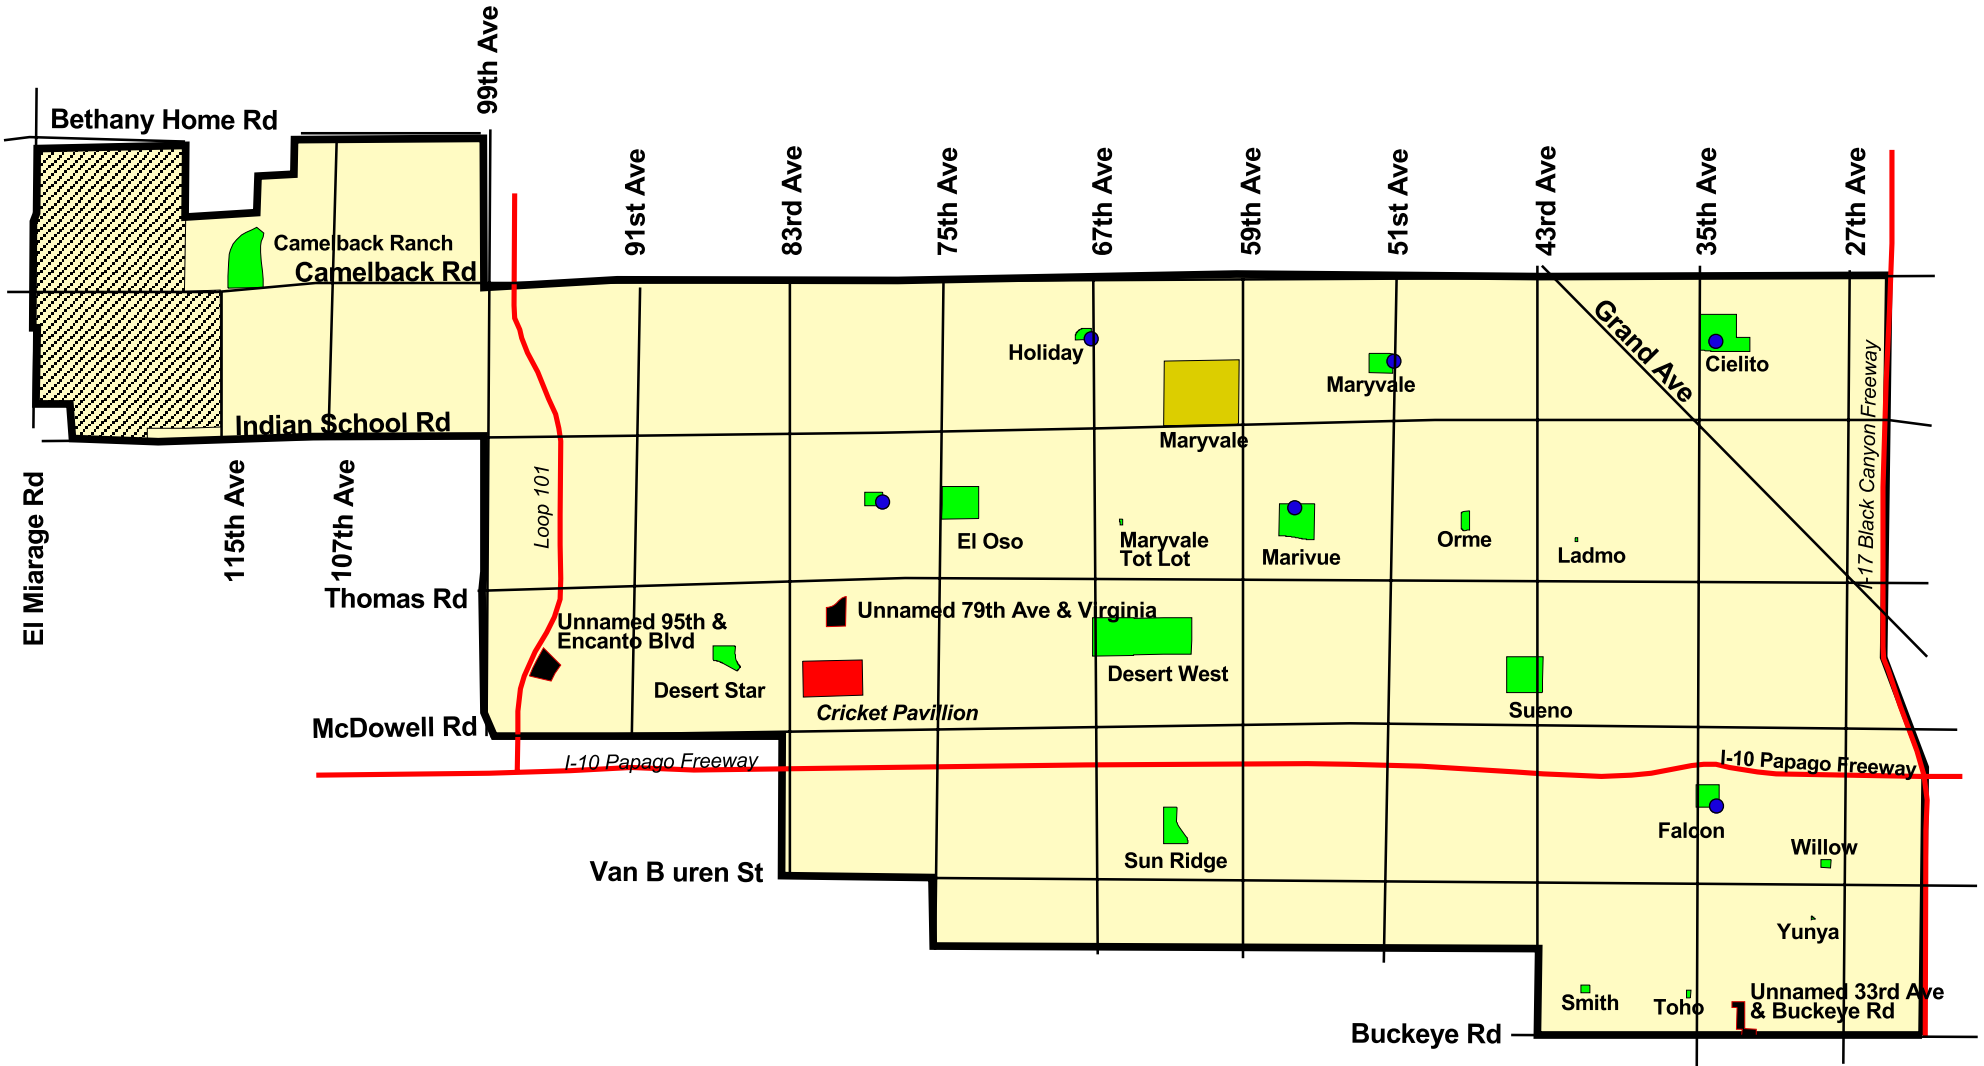 99th Ave
Bethany Home Rd
91st Ave
83rd Ave
75th Ave
67th Ave
59th Ave
51st Ave
43rd Ave
35th Ave
27th Ave
Camelback Ranch
Camelback Rd
Grand Ave
Holiday
Maryvale
Cielito
I-17 Black Canyon Freeway
Indian School Rd
Maryvale
El Miarage Rd
115th Ave
107th Ave
Loop 101
El Oso
Maryvale
Tot Lot
Marivue
Orme
Ladmo
Thomas Rd
Unnamed 95th &
Encanto Blvd
Unnamed 79th Ave & Virginia
Desert Star
Desert West
Cricket Pavillion
Sueno
McDowell Rd
I-10 Papago Freeway
I-10 Papago Freeway
Falcon
Willow
Sun Ridge
Van B uren St
Yunya
Smith
Toho
Unnamed 33rd Ave
& Buckeye Rd
Buckeye Rd